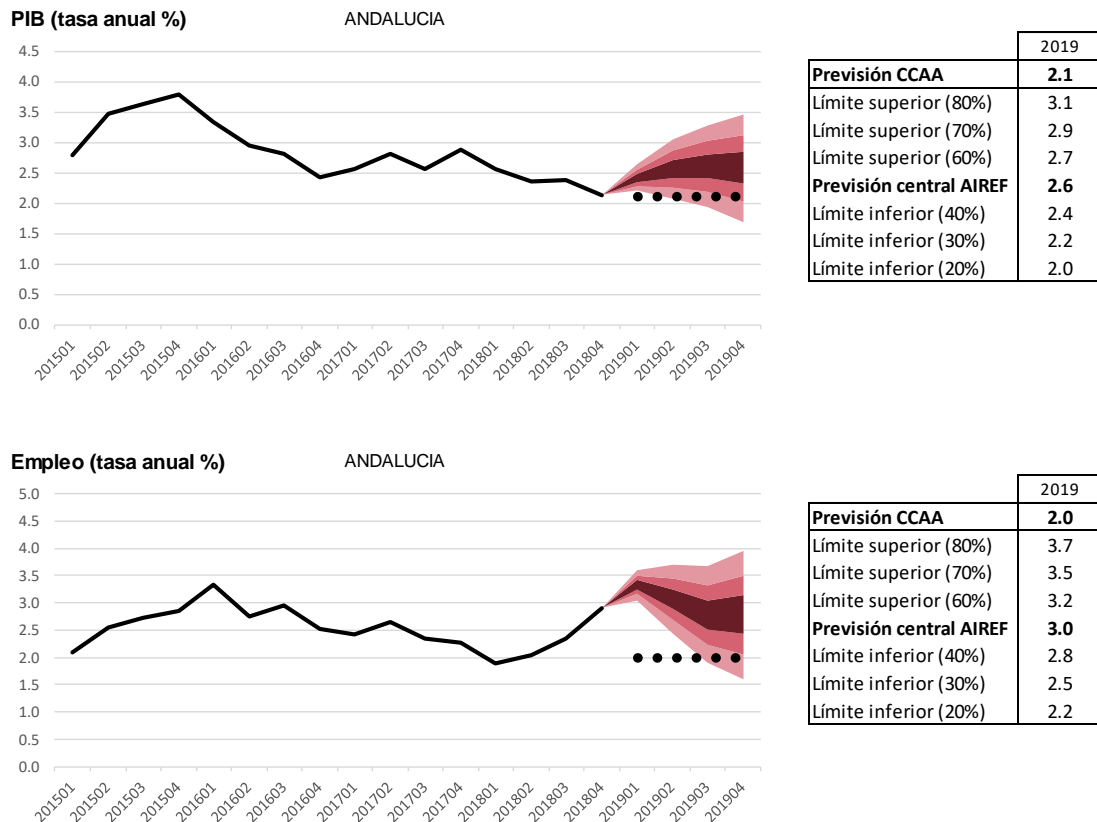 PIB (tasa anual %) ANDALUCIA
4.5
4.0
3.5
3.0
2.5
2.0
1.5
1.0
0.5
0.0
201501 201502 201503 201504 201601 201602 201603 201604 201701 201702 201703 201704 201801 201802 201803 201804 201901 201902 201903 201904
2019
Previsión CCAA 2.1
Límite superior (80%) 3.1
Límite superior (70%) 2.9
Límite superior (60%) 2.7
Previsión central AIREF 2.6
Límite inferior (40%) 2.4
Límite inferior (30%) 2.2
Límite inferior (20%) 2.0
Empleo (tasa anual %) ANDALUCIA
5.0
4.5
4.0
3.5
3.0
2.5
2.0
1.5
1.0
0.5
0.0
201501 201502 201503 201504 201601 201602 201603 201604 201701 201702 201703 201704 201801 201802 201803 201804 201901 201902 201903 201904
2019
Previsión CCAA 2.0
Límite superior (80%) 3.7
Límite superior (70%) 3.5
Límite superior (60%) 3.2
Previsión central AIREF 3.0
Límite inferior (40%) 2.8
Límite inferior (30%) 2.5
Límite inferior (20%) 2.2